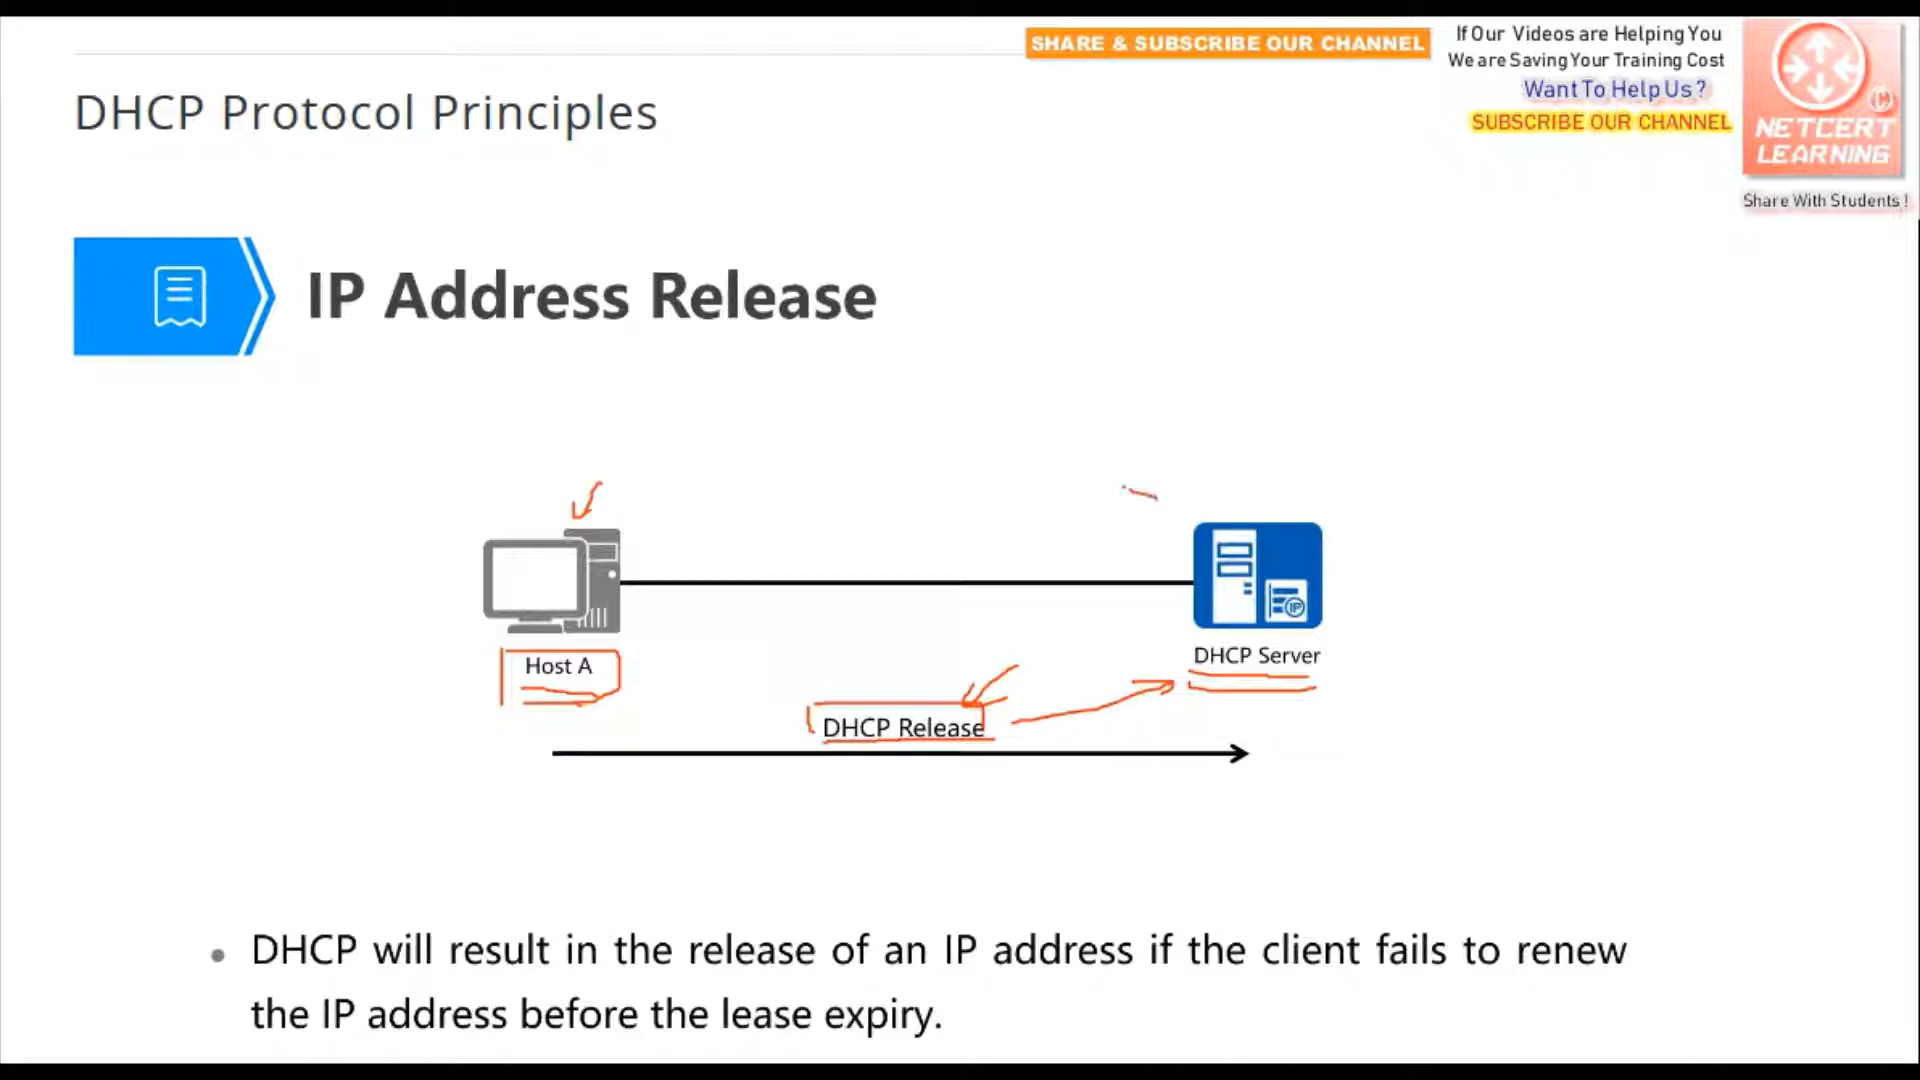 SHARE & SUBSCRIBE OUR CHANNEL
If Our Videos are Helping You
We are Saving Your Training Cost
Want To Help Us ?
SUBSCRIBE OUR CHANNEL
C
NETCERT
LEARNING
Share With Students !
DHCP Protocol Principles
IP Address Release
IP
Host A
DHCP Server
DHCP Release
DHCP will result in the release of an IP address if the client fails to renew
the IP address before the lease expiry.